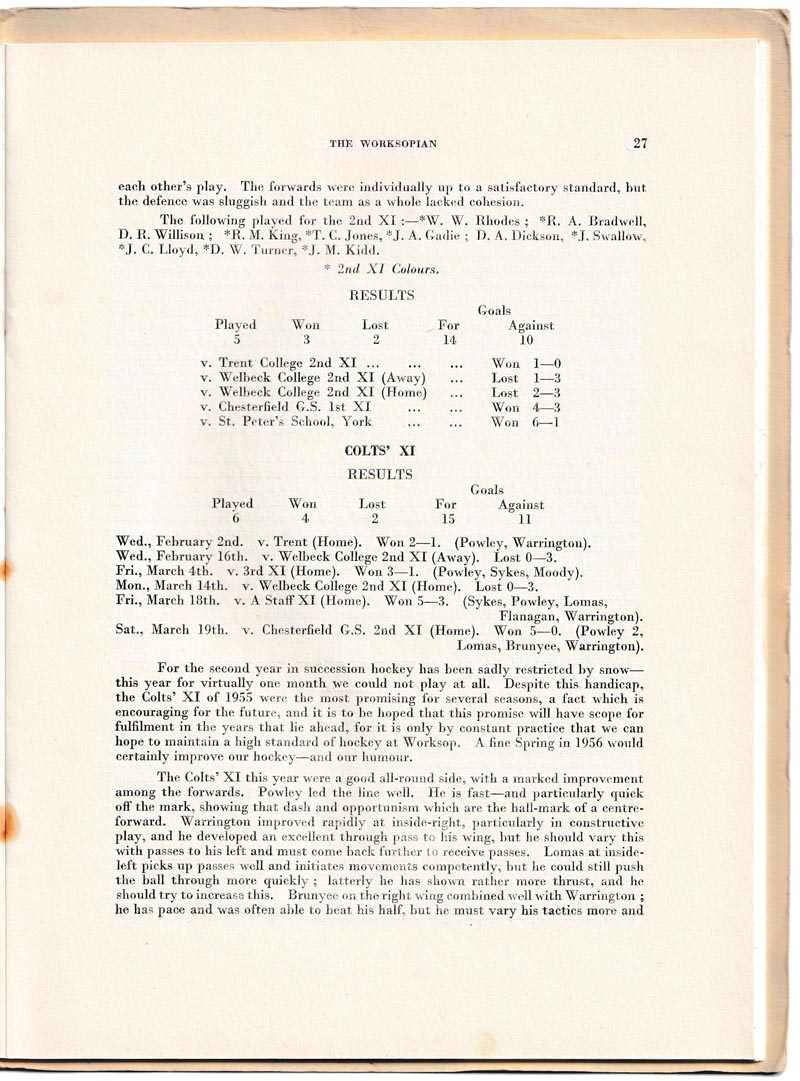 THE WORKSOPIAN 27
each other's play. The forwards were individually up to a satisfactory standard, but
the defence was sluggish and the team as a whole lacked cohesion.
The following played for the 2nd XI :—*W. W. Rhodes ; *R. A. Bradwell,
D. R. Willison ; *R. M. King, *T. C. Jones, *J. A. Gadie ; D. A. Dickson, *J. Swallow,
*J. C. Lloyd, *D. W. Turner, *J. M. Kidd.
* 2nd XI Colours.
RESULTS
Goals
Played Won Lost For Against
5 3 2 14 10
v. Trent College 2nd XI ... ... ... Won 1—0
v. Welbeck College 2nd XI (Away) ... Lost 1—3
v. Welbeck College 2nd XI (Home) ... Lost 2—3
v. Chesterfield G.S. 1st XI ... ... Won 4—3
v. St. Peter's School, York ... ... Won 6—1
COLTS' XI
RESULTS
Goals
Played Won Lost For Against
6 4 2 15 11
Wed., February 2nd. v. Trent (Home). Won 2—1. (Powley, Warrington).
Wed., February 16th. v. Welbeck College 2nd XI (Away). Lost 0—3.
Fri., March 4th. v. 3rd XI (Home). Won 3—1. (Powley, Sykes, Moody).
Mon., March 14th. v. Welbeck College 2nd XI (Home). Lost 0—3.
Fri., March 18th. v. A Staff XI (Home). Won 5—3. (Sykes, Powley, Lomas,
Flanagan, Warrington).
Sat., March 19th. v. Chesterfield G.S. 2nd XI (Home). Won 5—0. (Powley 2,
Lomas, Brunyee, Warrington).
For the second year in succession hockey has been sadly restricted by snow—
this year for virtually one month we could not play at all. Despite this handicap,
the Colts' XI of 1955 were the most promising for several seasons, a fact which is
encouraging for the future, and it is to be hoped that this promise will have scope for
fulfilment in the years that lie ahead, for it is only by constant practice that we can
hope to maintain a high standard of hockey at Worksop. A fine Spring in 1956 would
certainly improve our hockey—and our humour.
The Colts' XI this year were a good all-round side, with a marked improvement
among the forwards. Powley led the line well. He is fast—and particularly quick
off the mark, showing that dash and opportunism which are the hall-mark of a centre-
forward. Warrington improved rapidly at inside-right, particularly in constructive
play, and he developed an excellent through pass to his wing, but he should vary this
with passes to his left and must come back further to receive passes. Lomas at inside-
left picks up passes well and initiates movements competently, but he could still push
the ball through more quickly ; latterly he has shown rather more thrust, and he
should try to increase this. Brunyee on the right wing combined well with Warrington ;
he has pace and was often able to beat his half, but he must vary his tactics more and